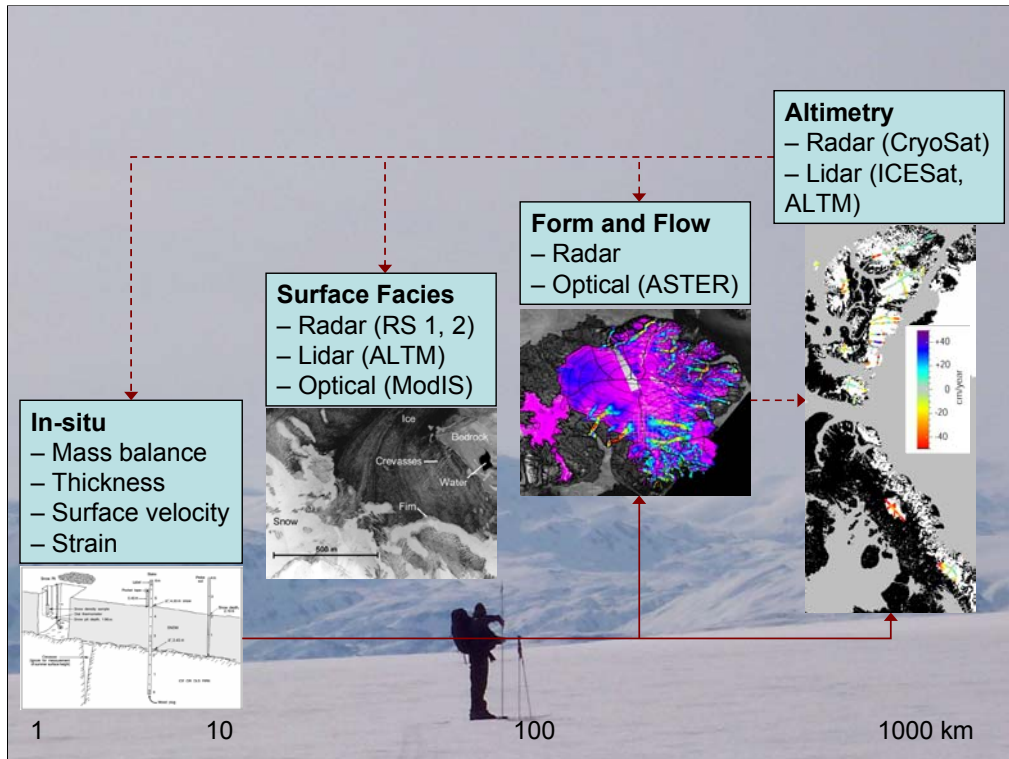 Altimetry
– Radar (CryoSat)
– Lidar (ICESat,
ALTM)
Form and Flow
– Radar
– Optical (ASTER)
Surface Facies
– Radar (RS 1, 2)
– Lidar (ALTM)
– Optical (ModIS)
In-situ
– Mass balance
– Thickness
– Surface velocity
– Strain
Ice
Bedrock
Crevasses
Water
Firn
Snow
500 m
+40
+20
0
-20
-40
cm/year
SNOW
1
10
100
1000 km